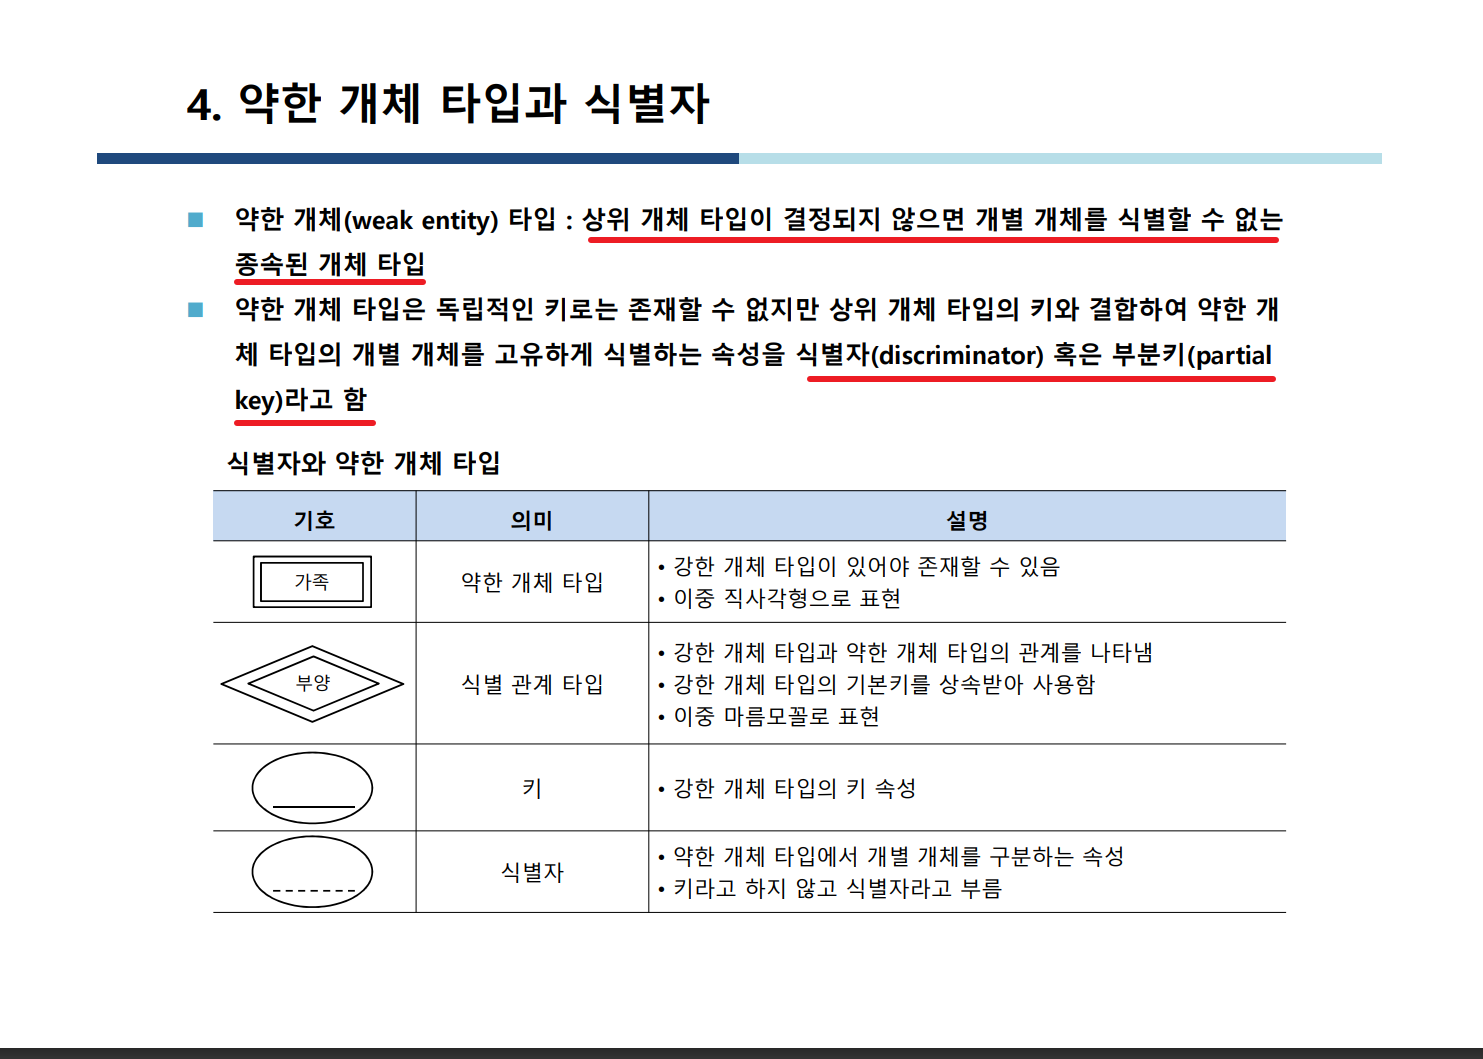 4. 약한 개체 타입과 식별자
약한 개체(weak entity) 타입 : 상위 개체 타입이 결정되지 않으면 개별 개체를 식별할 수 없는
종속된 개체 타입
약한 개체 타입은 독립적인 키로는 존재할 수 없지만 상위 개체 타입의 키와 결합하여 약한 개
체 타입의 개별 개체를 고유하게 식별하는 속성을 식별자(discriminator) 혹은 부분키(partial
key)라고 함
식별자와 약한 개체 타입
기호 의미 설명
가족
약한 개체 타입
• 강한 개체 타입이 있어야 존재할 수 있음
• 이중 직사각형으로 표현
부양
식별 관계 타입
• 강한 개체 타입과 약한 개체 타입의 관계를 나타냄
• 강한 개체 타입의 기본키를 상속받아 사용함
• 이중 마름모꼴로 표현
키
• 강한 개체 타입의 키 속성
식별자
• 약한 개체 타입에서 개별 개체를 구분하는 속성
• 키라고 하지 않고 식별자라고 부름